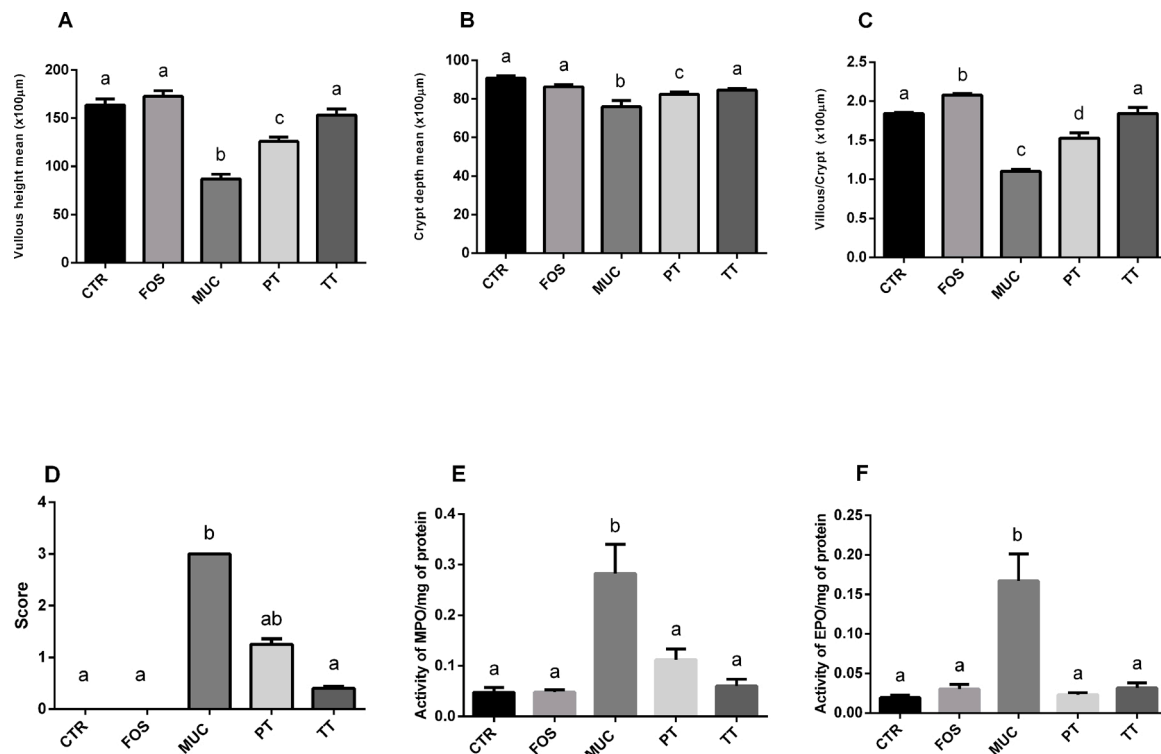 A
Vullous height mean (x100μm)
200
150
100
50
0
a
a
b
c
a
CTR
FOS
MUC
PT
TT
B
Crypt depth mean (x100μm)
100
80
60
40
20
0
a
a
b
c
a
CTR
FOS
MUC
PT
TT
C
Villous/Crypt (x100μm)
2.5
2.0
1.5
1.0
0.5
0.0
a
b
c
d
a
CTR
FOS
MUC
PT
TT
D
Score
4
3
2
1
0
a
a
b
ab
a
CTR
FOS
MUC
PT
TT
E
Activity of MPO/mg of protein
0.4
0.3
0.2
0.1
0.0
a
a
b
a
a
CTR
FOS
MUC
PT
TT
F
Activity of EPO/mg of protein
0.25
0.20
0.15
0.10
0.05
0.00
a
a
b
a
a
CTR
FOS
MUC
PT
TT